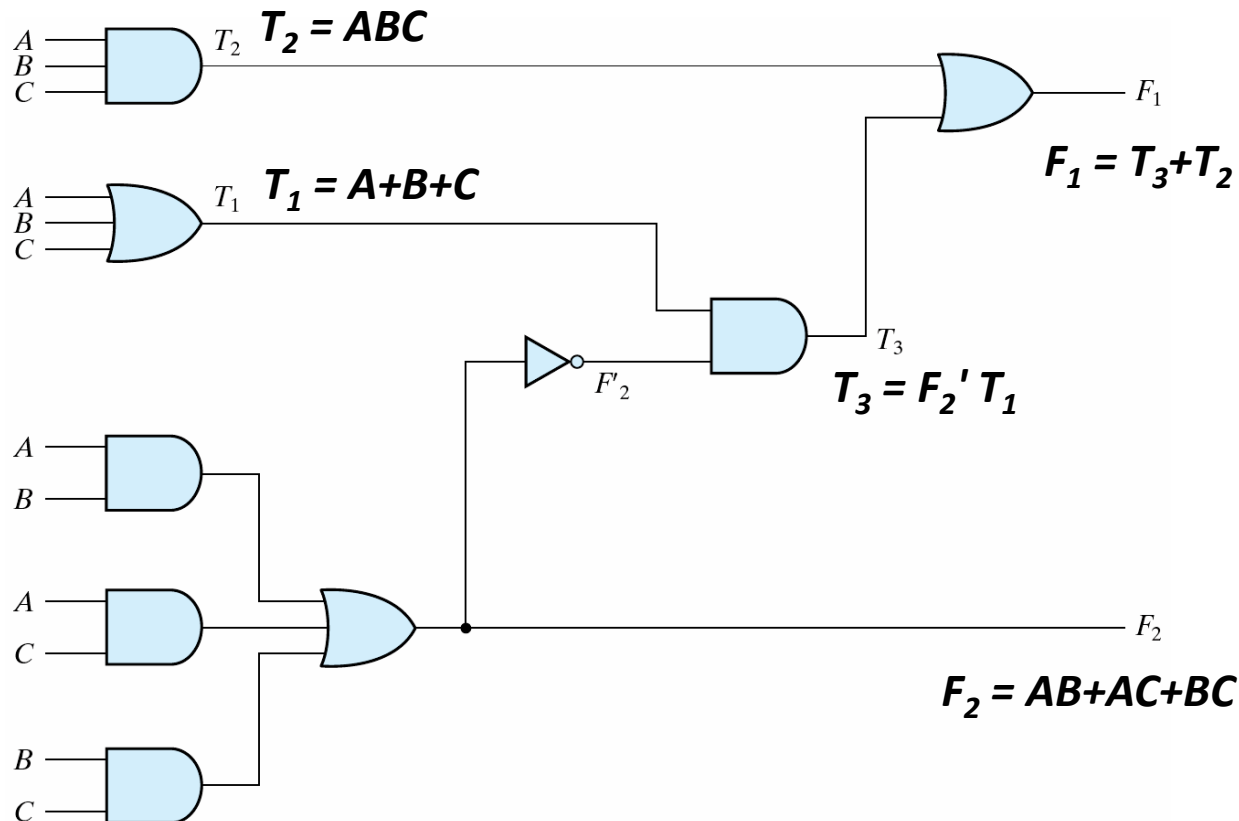 A
B
C
T₂
T₂ = ABC
F₁
F₁ = T₃+T₂
A
B
C
T₁
T₁ = A+B+C
F'₂
T₃
T₃ = F₂' T₁
A
B
A
C
F₂
F₂ = AB+AC+BC
B
C